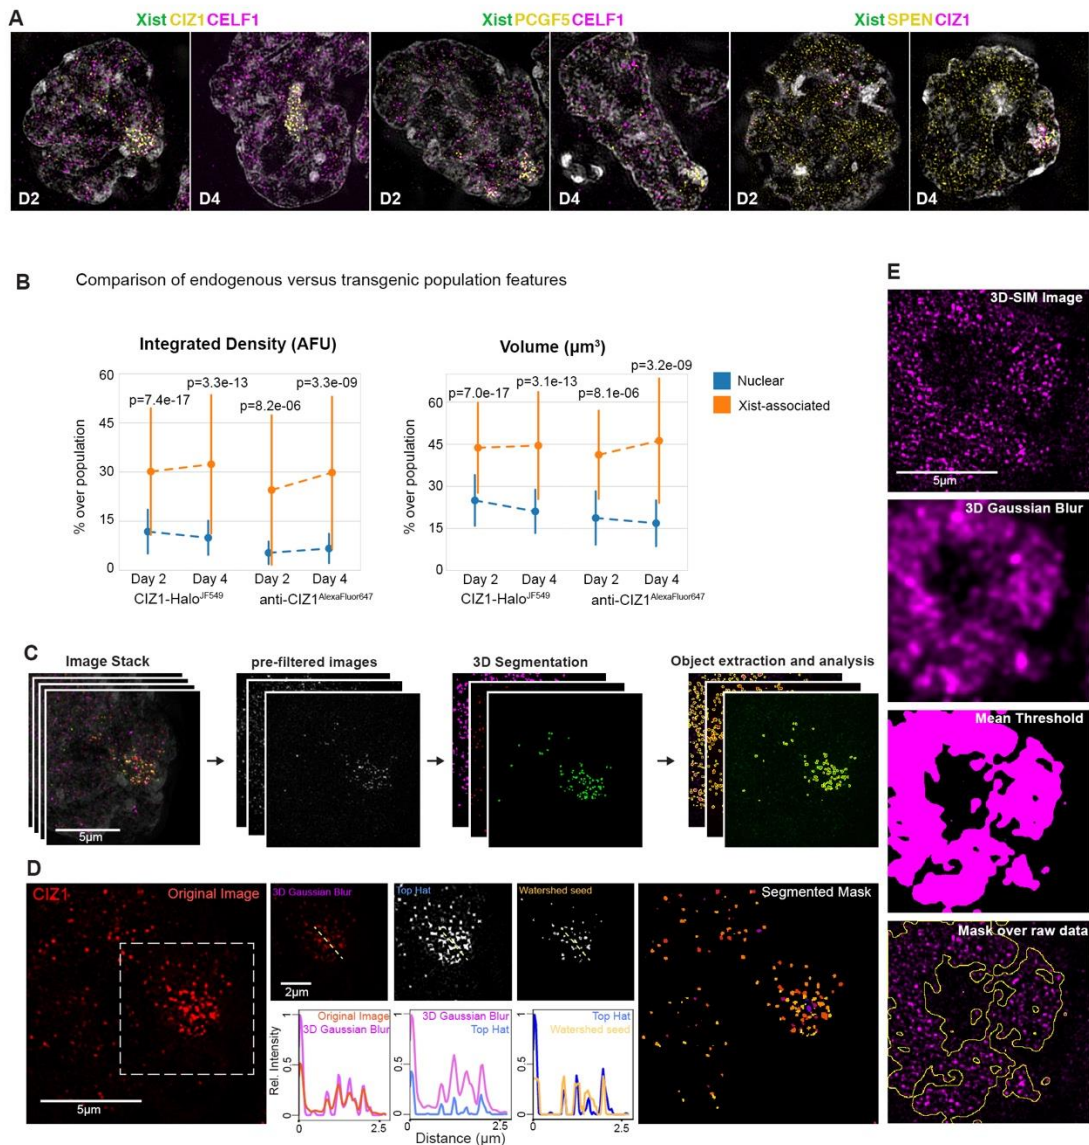 A
Xist CIZ1 CELF1
Xist PCGF5 CELF1
Xist SPEN CIZ1
D2
D4
D2
D4
D2
D4
B
Comparison of endogenous versus transgenic population features
Integrated Density (AFU)
% over population
60
45
30
15
0
p=7.4e-17
p=3.3e-13
p=8.2e-06
p=3.3e-09
Day 2
Day 4
Day 2
Day 4
CIZ1-Halo^JF549
anti-CIZ1^AlexaFluor647
Volume (µm³)
% over population
60
45
30
15
0
p=7.0e-17
p=3.1e-13
p=8.1e-06
p=3.2e-09
Day 2
Day 4
Day 2
Day 4
CIZ1-Halo^JF549
anti-CIZ1^AlexaFluor647
Nuclear
Xist-associated
C
Image Stack
5µm
pre-filtered images
3D Segmentation
Object extraction and analysis
D
CIZ1
Original Image
5µm
3D Gaussian Blur
2µm
Top Hat
Watershed seed
Rel. Intensity
1
0.5
0
Original Image
3D Gaussian Blur
0
2.5
1
0.5
0
3D Gaussian Blur
Top Hat
0
2.5
1
0.5
0
Top Hat
Watershed seed
0
2.5
Distance (µm)
Segmented Mask
E
3D-SIM Image
5µm
3D Gaussian Blur
Mean Threshold
Mask over raw data